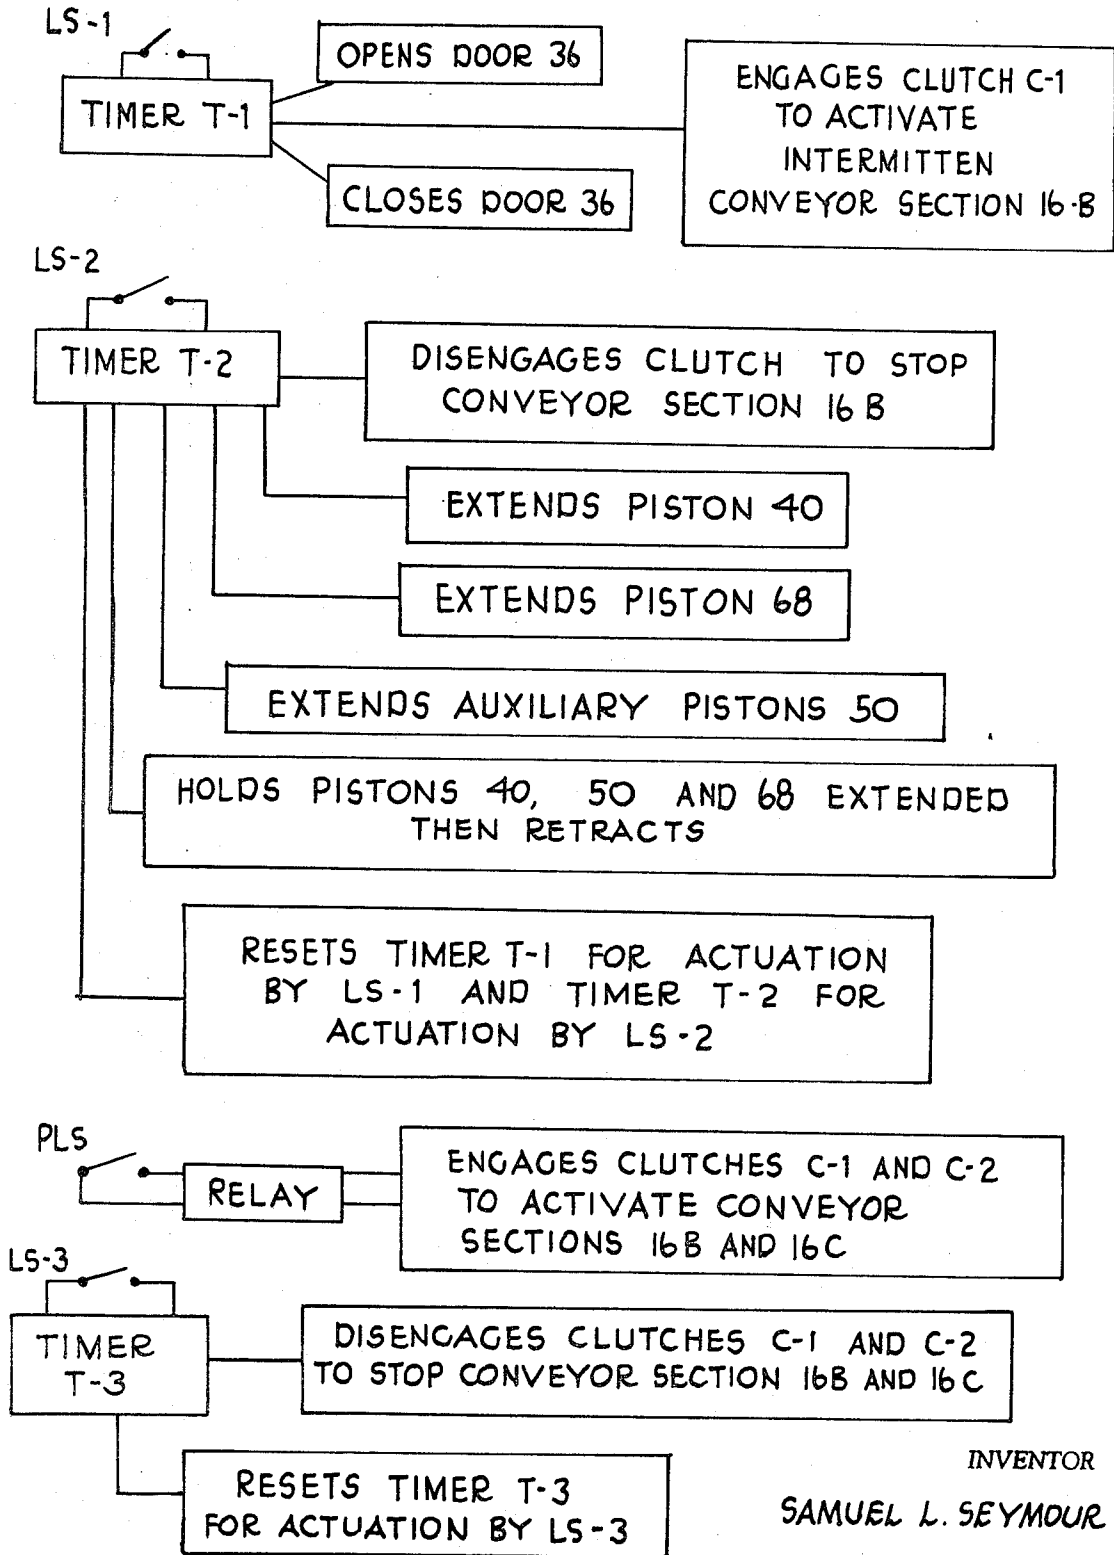 LS-1
OPENS DOOR 36
TIMER T-1
ENGAGES CLUTCH C-1
TO ACTIVATE
INTERMITTEN
CONVEYOR SECTION 16-B
CLOSES DOOR 36
LS-2
TIMER T-2
DISENGAGES CLUTCH TO STOP
CONVEYOR SECTION 16B
EXTENDS PISTON 40
EXTENDS PISTON 68
EXTENDS AUXILIARY PISTONS 50
HOLDS PISTONS 40, 50 AND 68 EXTENDED
THEN RETRACTS
RESETS TIMER T-1 FOR ACTUATION
BY LS-1 AND TIMER T-2 FOR
ACTUATION BY LS-2
PLS
RELAY
ENGAGES CLUTCHES C-1 AND C-2
TO ACTIVATE CONVEYOR
SECTIONS 16B AND 16C
LS-3
TIMER
T-3
DISENGAGES CLUTCHES C-1 AND C-2
TO STOP CONVEYOR SECTION 16B AND 16C
RESETS TIMER T-3
FOR ACTUATION BY LS-3
INVENTOR
SAMUEL L. SEYMOUR